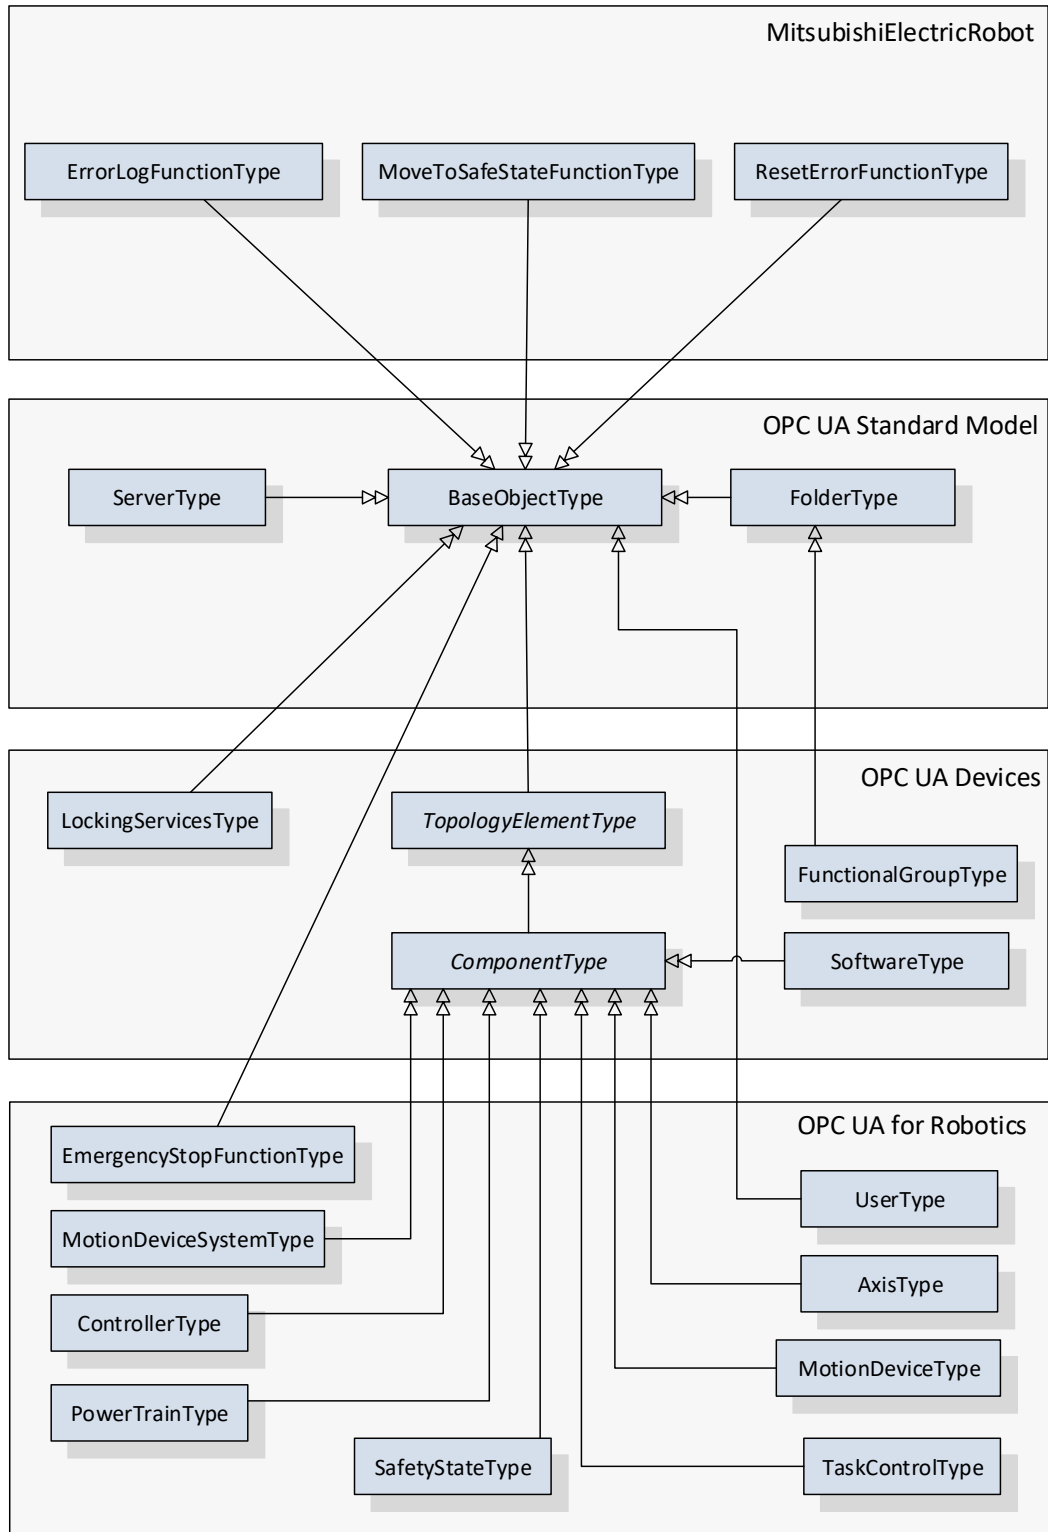 MitsubishiElectricRobot
ErrorLogFunctionType
MoveToSafeStateFunctionType
ResetErrorFunctionType
OPC UA Standard Model
ServerType
BaseObjectType
FolderType
OPC UA Devices
LockingServicesType
TopologyElementType
FunctionalGroupType
ComponentType
SoftwareType
OPC UA for Robotics
EmergencyStopFunctionType
UserType
MotionDeviceSystemType
AxisType
ControllerType
MotionDeviceType
PowerTrainType
SafetyStateType
TaskControlType